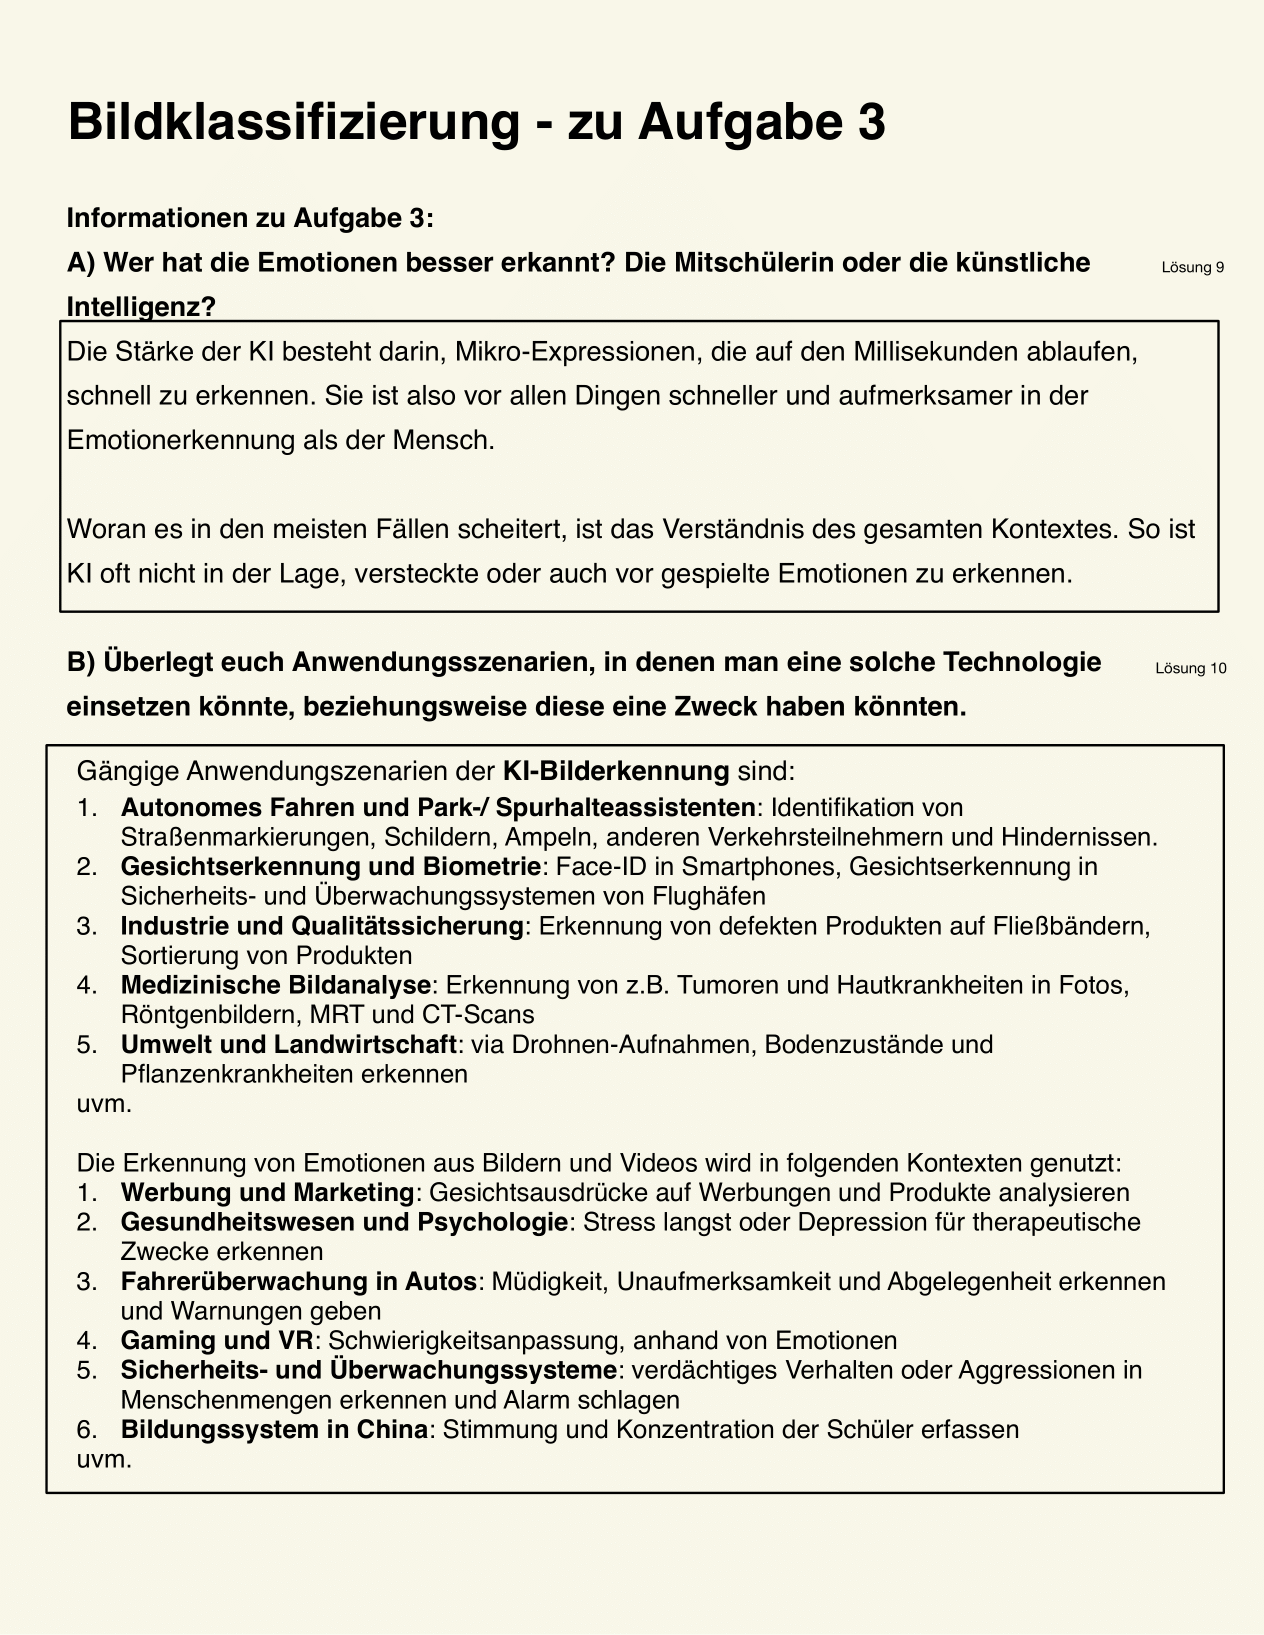 Bildklassifizierung - zu Aufgabe 3
Informationen zu Aufgabe 3:
A) Wer hat die Emotionen besser erkannt? Die Mitschülerin oder die künstliche
Lösung 9
Intelligenz?
Die Stärke der KI besteht darin, Mikro-Expressionen, die auf den Millisekunden ablaufen,
schnell zu erkennen. Sie ist also vor allen Dingen schneller und aufmerksamer in der
Emotionerkennung als der Mensch.
Woran es in den meisten Fällen scheitert, ist das Verständnis des gesamten Kontextes. So ist
KI oft nicht in der Lage, versteckte oder auch vor gespielte Emotionen zu erkennen.
B) Überlegt euch Anwendungsszenarien, in denen man eine solche Technologie
Lösung 10
einsetzen könnte, beziehungsweise diese eine Zweck haben könnten.
Gängige Anwendungszenarien der KI-Bilderkennung sind:
1. Autonomes Fahren und Park-/ Spurhalteassistenten: Identifikation von
Straßenmarkierungen, Schildern, Ampeln, anderen Verkehrsteilnehmern und Hindernissen.
2. Gesichtserkennung und Biometrie: Face-ID in Smartphones, Gesichtserkennung in
Sicherheits- und Überwachungssystemen von Flughäfen
3. Industrie und Qualitätssicherung: Erkennung von defekten Produkten auf Fließbändern,
Sortierung von Produkten
4. Medizinische Bildanalyse: Erkennung von z.B. Tumoren und Hautkrankheiten in Fotos,
Röntgenbildern, MRT und CT-Scans
5. Umwelt und Landwirtschaft: via Drohnen-Aufnahmen, Bodenzustände und
Pflanzenkrankheiten erkennen
uvm.
Die Erkennung von Emotionen aus Bildern und Videos wird in folgenden Kontexten genutzt:
1. Werbung und Marketing: Gesichtsausdrücke auf Werbungen und Produkte analysieren
2. Gesundheitswesen und Psychologie: Stress langst oder Depression für therapeutische
Zwecke erkennen
3. Fahrerüberwachung in Autos: Müdigkeit, Unaufmerksamkeit und Abgelegenheit erkennen
und Warnungen geben
4. Gaming und VR: Schwierigkeitsanpassung, anhand von Emotionen
5. Sicherheits- und Überwachungssysteme: verdächtiges Verhalten oder Aggressionen in
Menschenmengen erkennen und Alarm schlagen
6. Bildungssystem in China: Stimmung und Konzentration der Schüler erfassen
uvm.